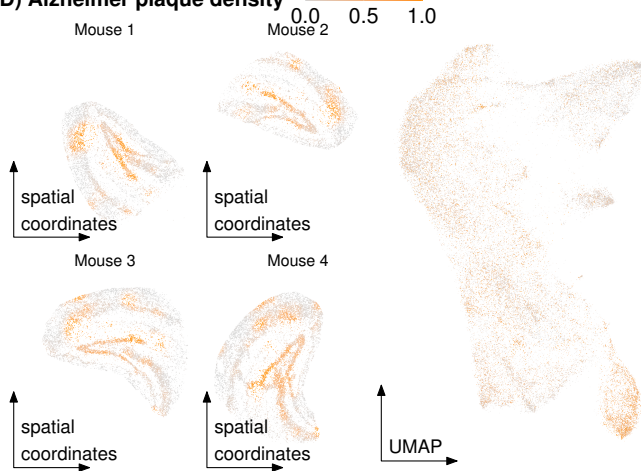 D) Alzheimer plaque density
0.0 0.5 1.0
Mouse 1
Mouse 2
spatial
coordinates
spatial
coordinates
Mouse 3
Mouse 4
spatial
coordinates
spatial
coordinates
UMAP